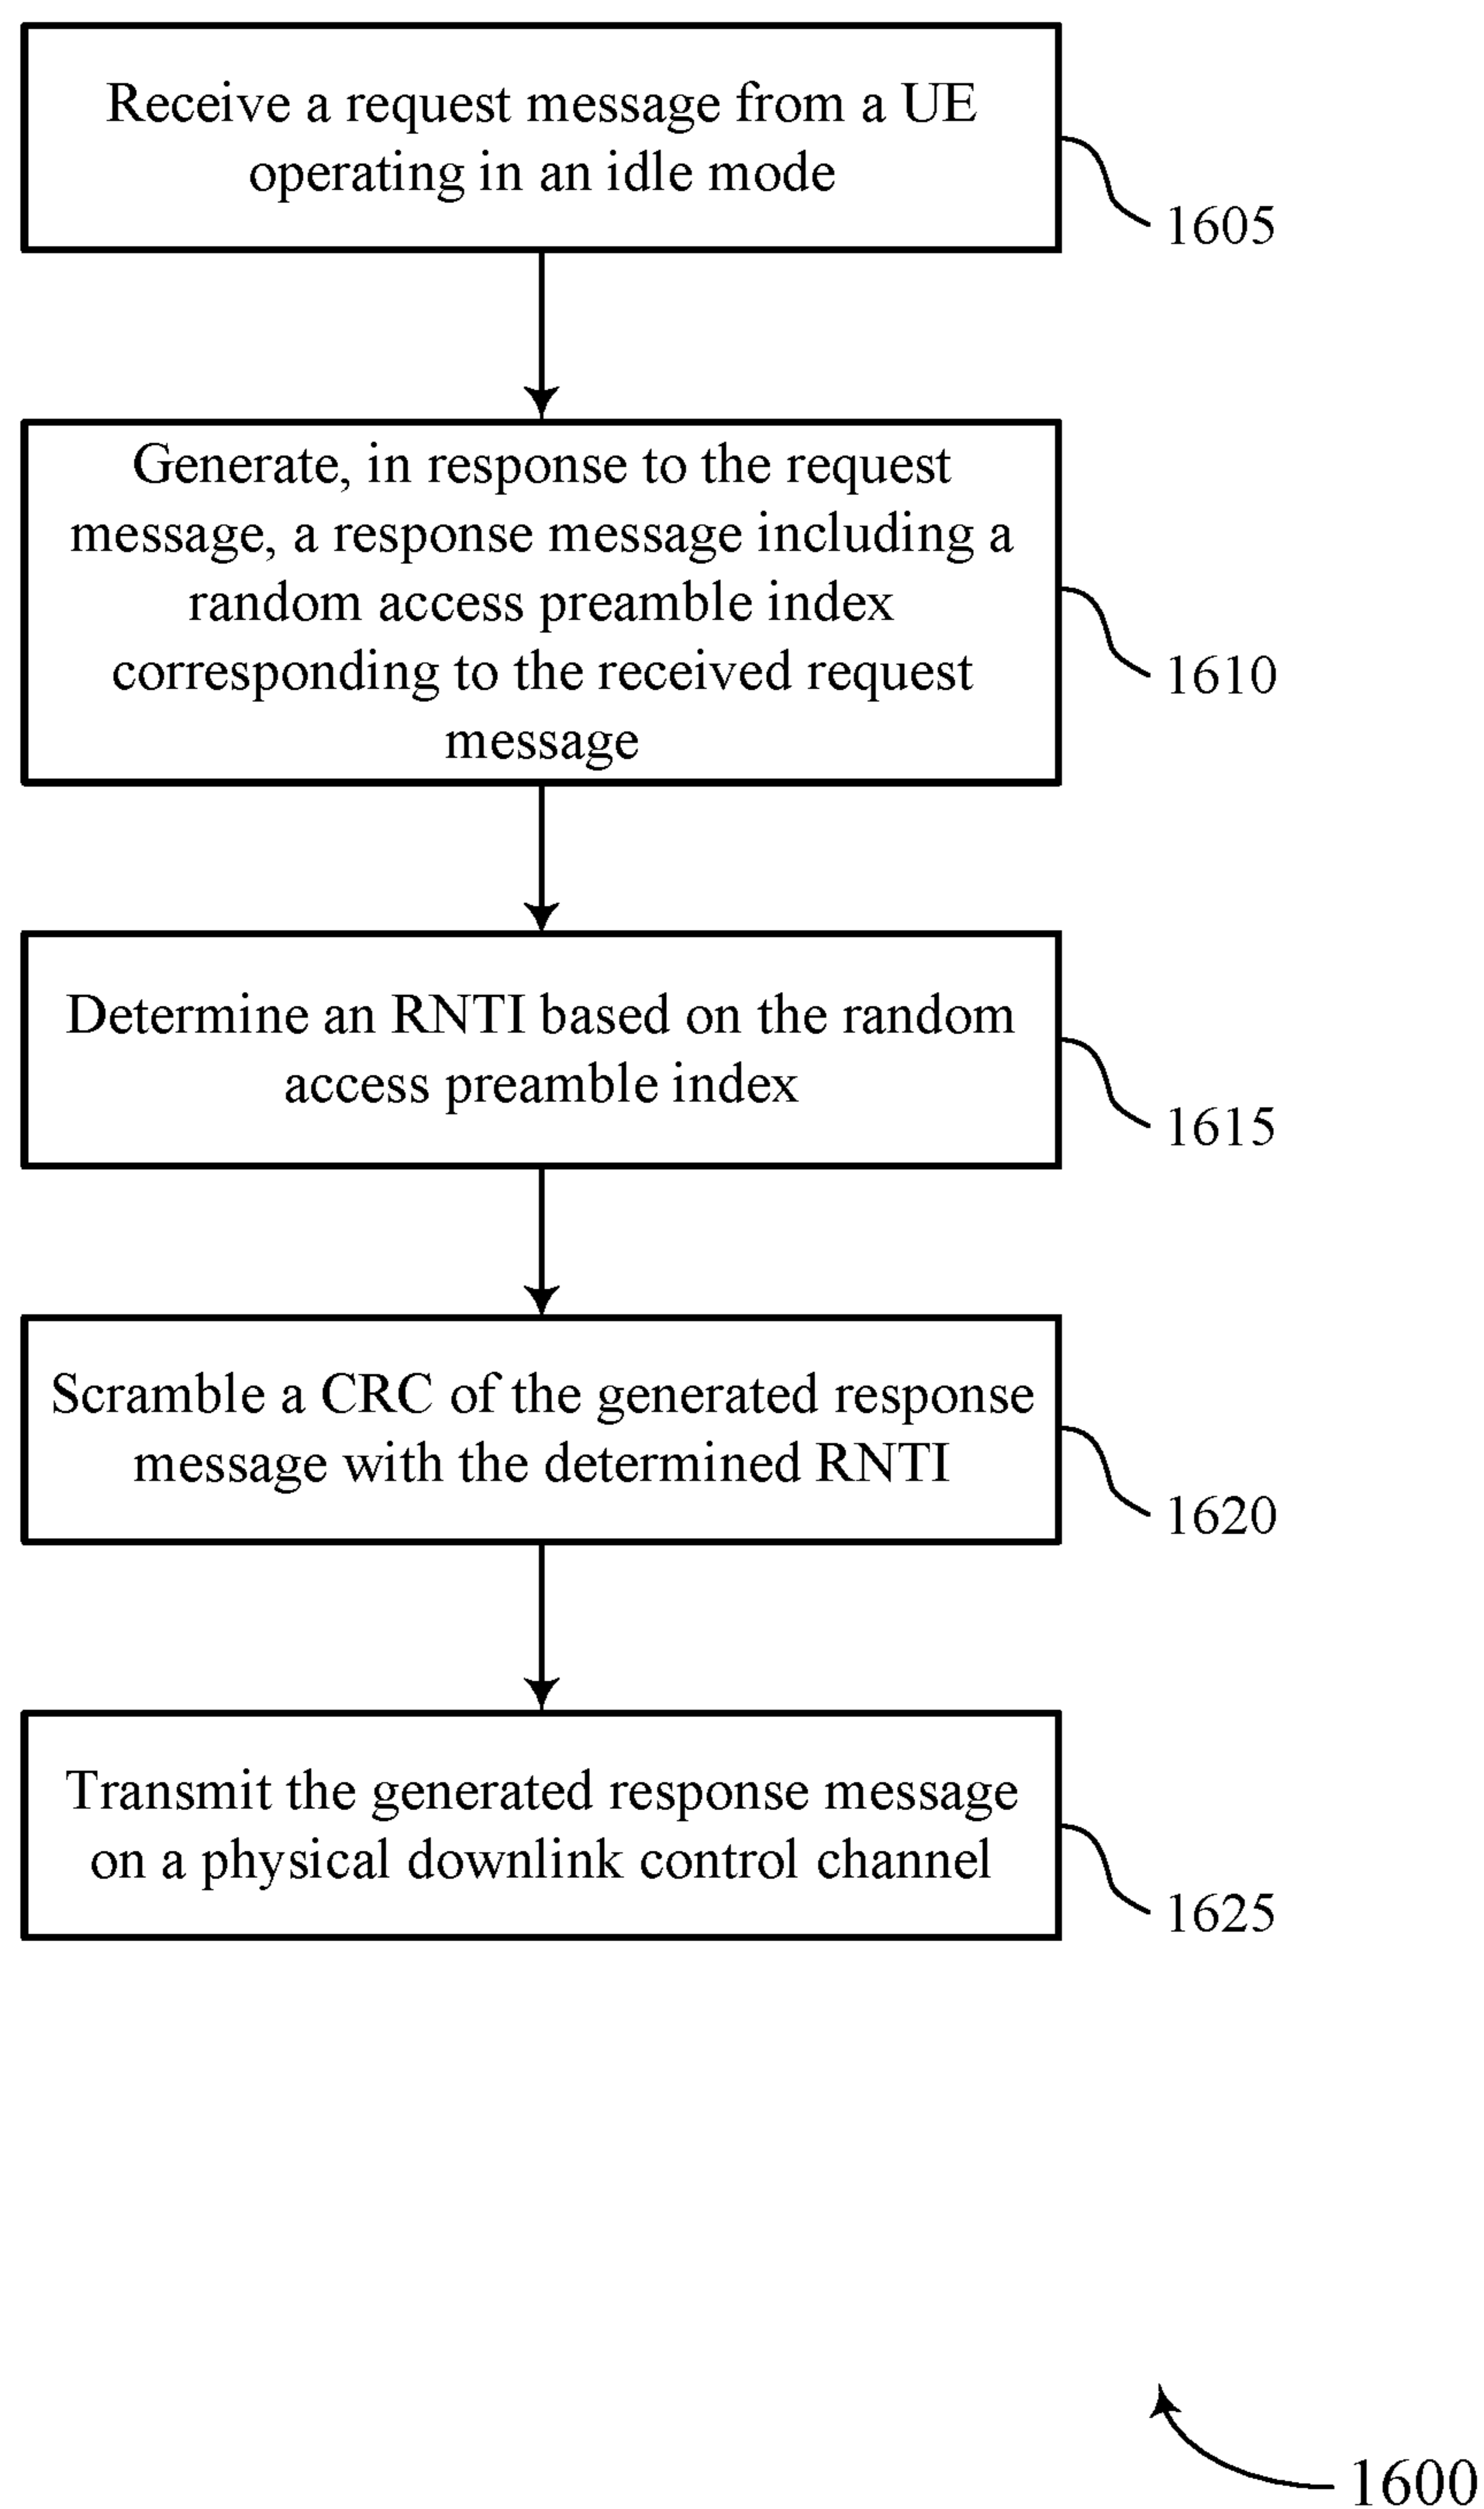 Receive a request message from a UE
operating in an idle mode
1605
Generate, in response to the request
message, a response message including a
random access preamble index
corresponding to the received request
message
1610
Determine an RNTI based on the random
access preamble index
1615
Scramble a CRC of the generated response
message with the determined RNTI
1620
Transmit the generated response message
on a physical downlink control channel
1625
1600